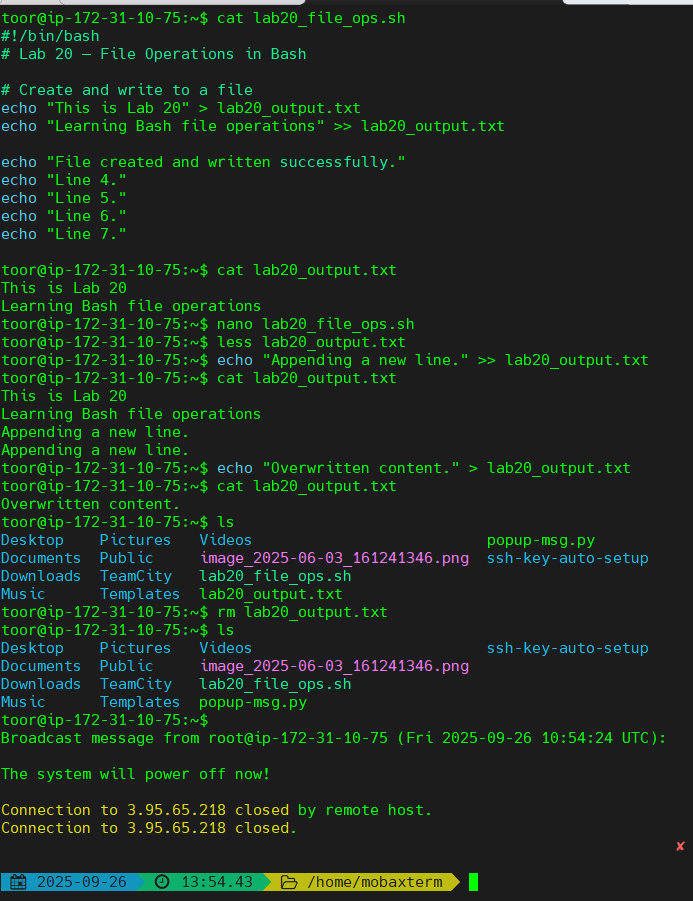 toor@ip-172-31-10-75:~$ cat lab20_file_ops.sh
#!/bin/bash
# Lab 20 – File Operations in Bash
# Create and write to a file
echo "This is Lab 20" > lab20_output.txt
echo "Learning Bash file operations" >> lab20_output.txt
echo "File created and written successfully."
echo "Line 4."
echo "Line 5."
echo "Line 6."
echo "Line 7."
toor@ip-172-31-10-75:~$ cat lab20_output.txt
This is Lab 20
Learning Bash file operations
toor@ip-172-31-10-75:~$ nano lab20_file_ops.sh
toor@ip-172-31-10-75:~$ less lab20_output.txt
toor@ip-172-31-10-75:~$ echo "Appending a new line." >> lab20_output.txt
toor@ip-172-31-10-75:~$ cat lab20_output.txt
This is Lab 20
Learning Bash file operations
Appending a new line.
Appending a new line.
toor@ip-172-31-10-75:~$ echo "Overwritten content." > lab20_output.txt
toor@ip-172-31-10-75:~$ cat lab20_output.txt
Overwritten content.
toor@ip-172-31-10-75:~$ ls
Desktop    Pictures   Videos                          popup-msg.py
Documents  Public     image_2025-06-03_161241346.png  ssh-key-auto-setup
Downloads  TeamCity   lab20_file_ops.sh
Music      Templates  lab20_output.txt
toor@ip-172-31-10-75:~$ rm lab20_output.txt
toor@ip-172-31-10-75:~$ ls
Desktop    Pictures   Videos                          ssh-key-auto-setup
Documents  Public     image_2025-06-03_161241346.png
Downloads  TeamCity   lab20_file_ops.sh
Music      Templates  popup-msg.py
toor@ip-172-31-10-75:~$
Broadcast message from root@ip-172-31-10-75 (Fri 2025-09-26 10:54:24 UTC):
The system will power off now!
Connection to 3.95.65.218 closed by remote host.
Connection to 3.95.65.218 closed.
2025-09-26 13:54.43 /home/mobaxterm